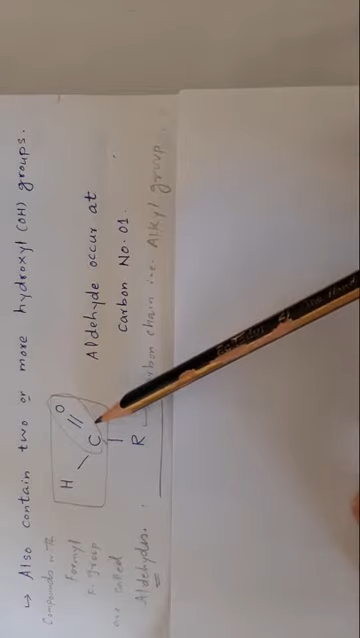 ↳ Also contain two or more hydroxyl (OH) groups.
Compounds with
Formyl
group
are called
Aldehydes.
H O
C
R
Aldehyde occur at
Carbon No. 01.
chain i.e. Alkyl group